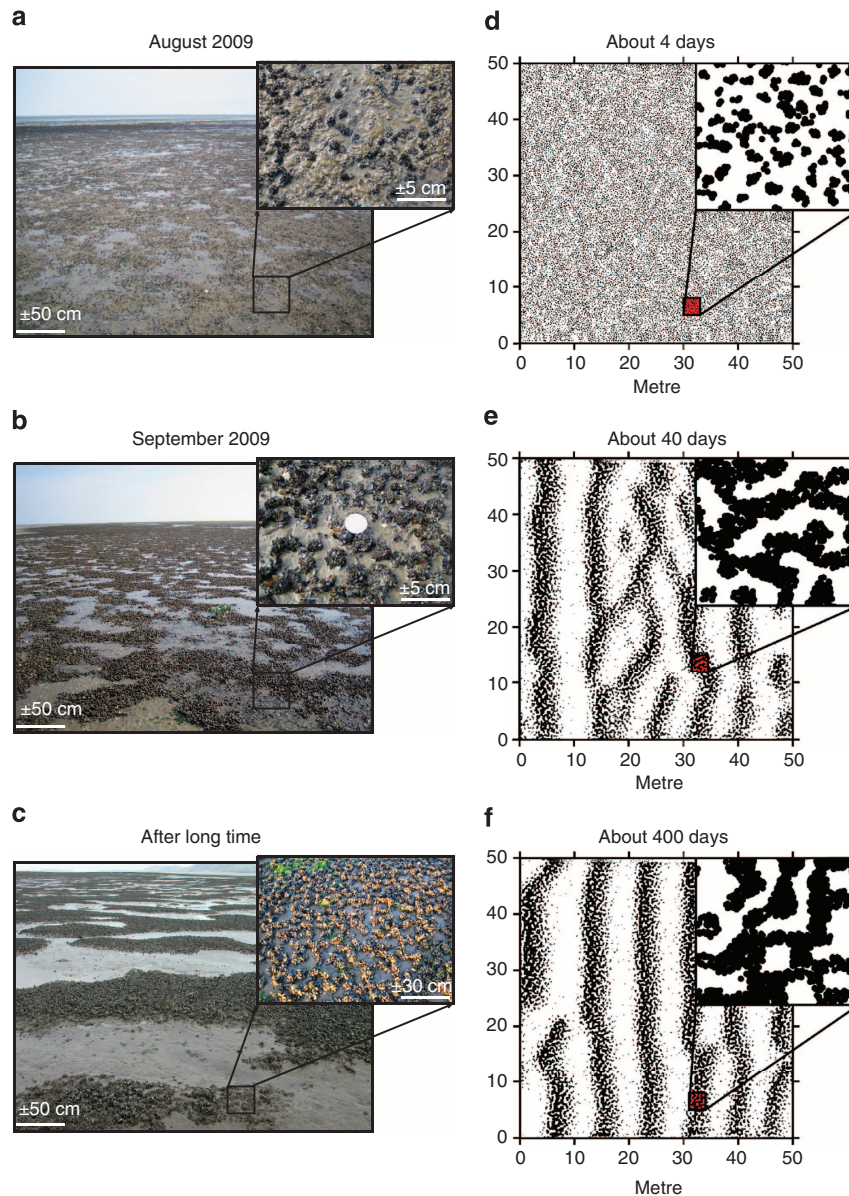 a
August 2009
±5 cm
±50 cm
d
About 4 days
50
40
30
20
10
0
0 10 20 30 40 50
Metre
b
September 2009
±5 cm
±50 cm
e
About 40 days
50
40
30
20
10
0
0 10 20 30 40 50
Metre
c
After long time
±30 cm
±50 cm
f
About 400 days
50
40
30
20
10
0
0 10 20 30 40 50
Metre